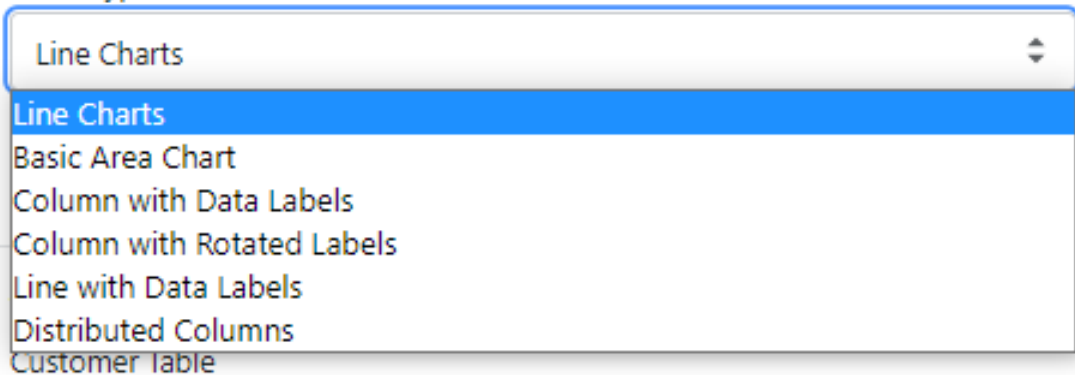 Line Charts
Line Charts
Basic Area Chart
Column with Data Labels
Column with Rotated Labels
Line with Data Labels
Distributed Columns
Customer Table